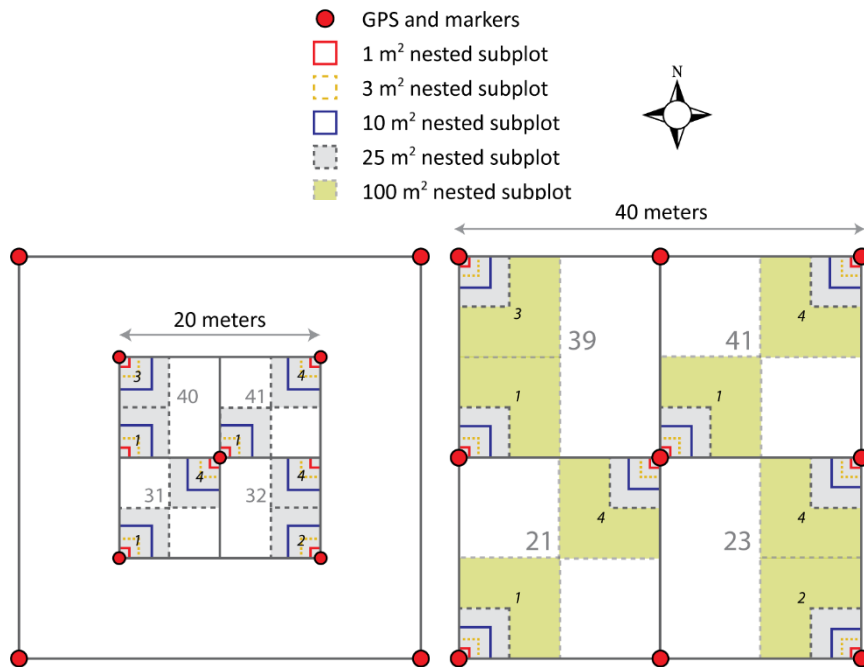 GPS and markers
1 m² nested subplot
3 m² nested subplot
10 m² nested subplot
25 m² nested subplot
100 m² nested subplot
N
40 meters
20 meters
3
40
41
4
1
1
31
4
32
4
1
2
3
39
41
4
1
1
21
4
23
4
1
2